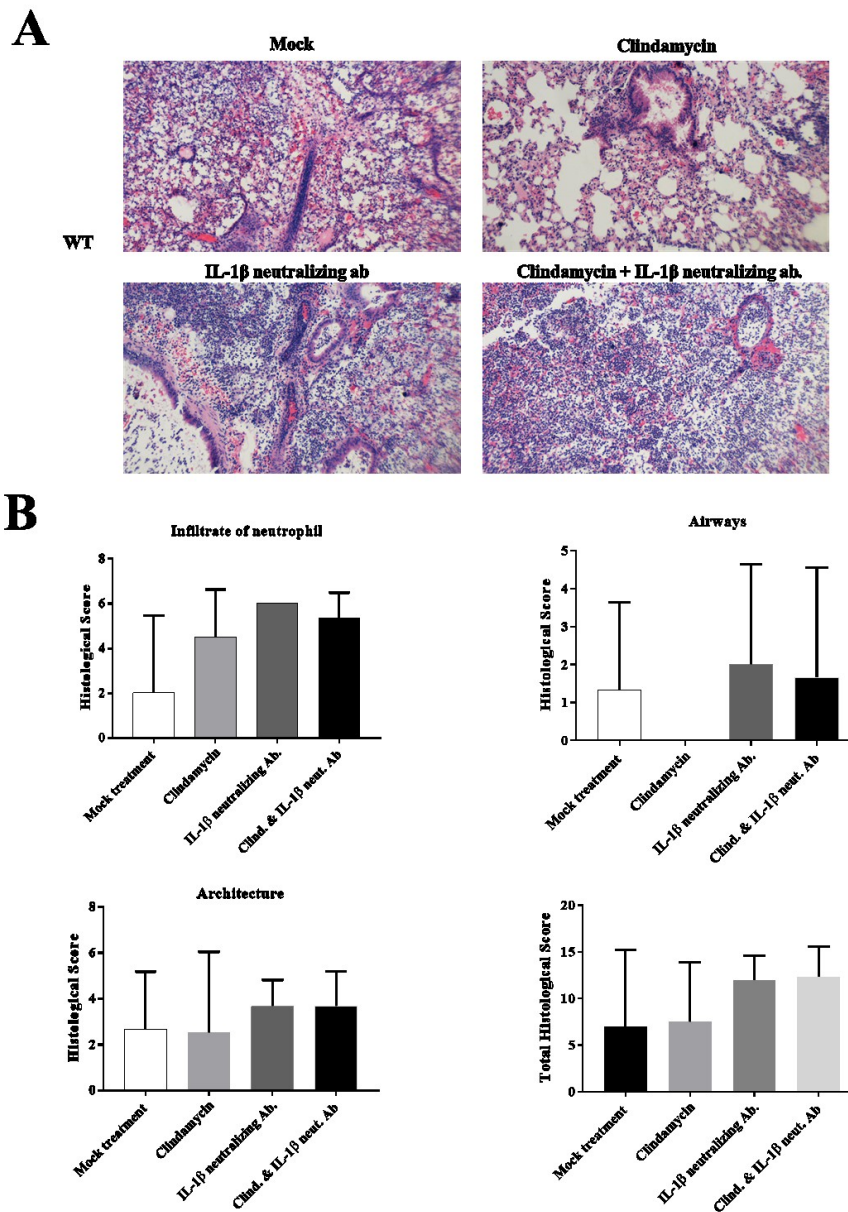 A
Mock
Clindamycin
WT
IL-1β neutralizing ab
Clindamycin + IL-1β neutralizing ab.
B
Infiltrate of neutrophil
Histological Score
8
6
4
2
0
Mock treatment
Clindamycin
IL-1β neutralizing Ab.
Clind. & IL-1β neut. Ab
Airways
Histological Score
5
4
3
2
1
0
Mock treatment
Clindamycin
IL-1β neutralizing Ab.
Clind. & IL-1β neut. Ab
Architecture
Histological Score
8
6
4
2
0
Mock treatment
Clindamycin
IL-1β neutralizing Ab.
Clind. & IL-1β neut. Ab
Total Histological Score
20
15
10
5
0
Mock treatment
Clindamycin
IL-1β neutralizing Ab.
Clind. & IL-1β neut. Ab